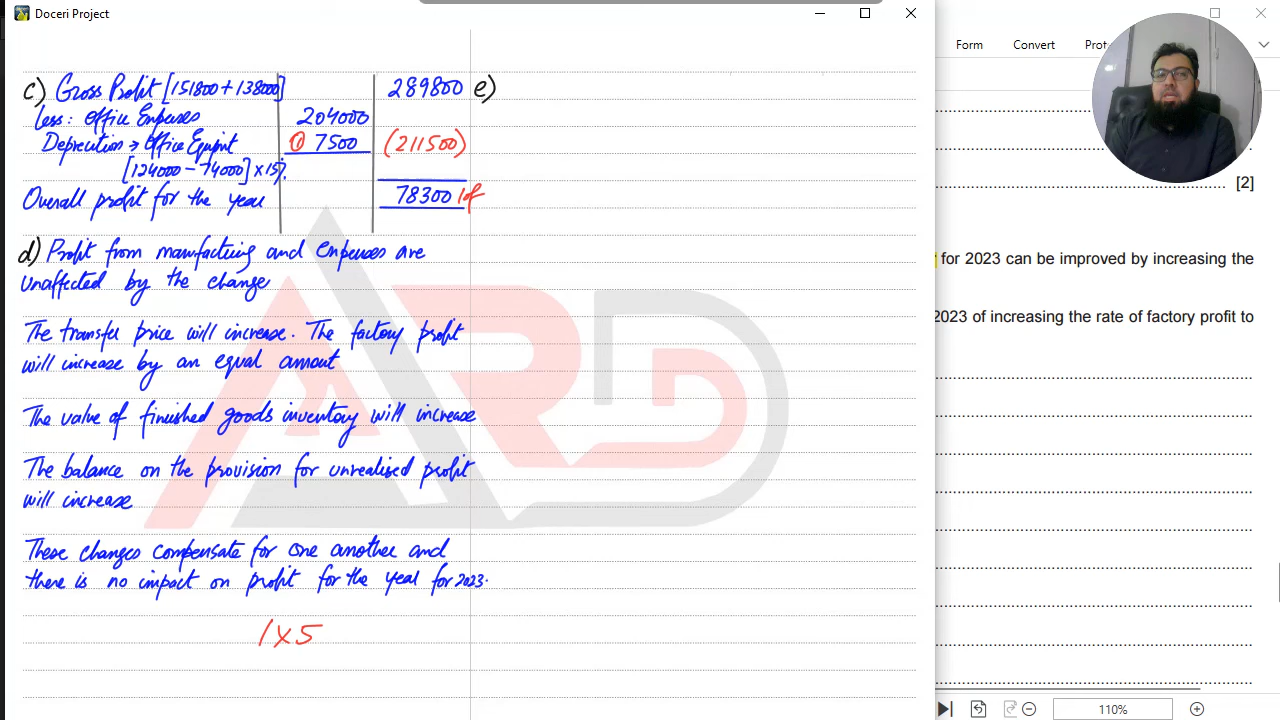 Doceri Project
c) Gross Profit [151800 + 138000] 289800
Less: Office Expenses 204000
Deprecition → Office Equipnt ① 7500 (211500)
[124000 - 74000] × 15%
Overall profit for the year 78300 1of
d) Profit from manufactuing and expenses are
unaffected by the change
The transfer price will increase. The factory profit
will increase by an equal amount
The value of finished goods inventory will increase
The balance on the provision for unrealised profit
will increase
These changes compensate for one another and
there is no impact on profit for the year for 2023.
1 x 5
e)
Form Convert
[2]
for 2023 can be improved by increasing the
2023 of increasing the rate of factory profit to
110%